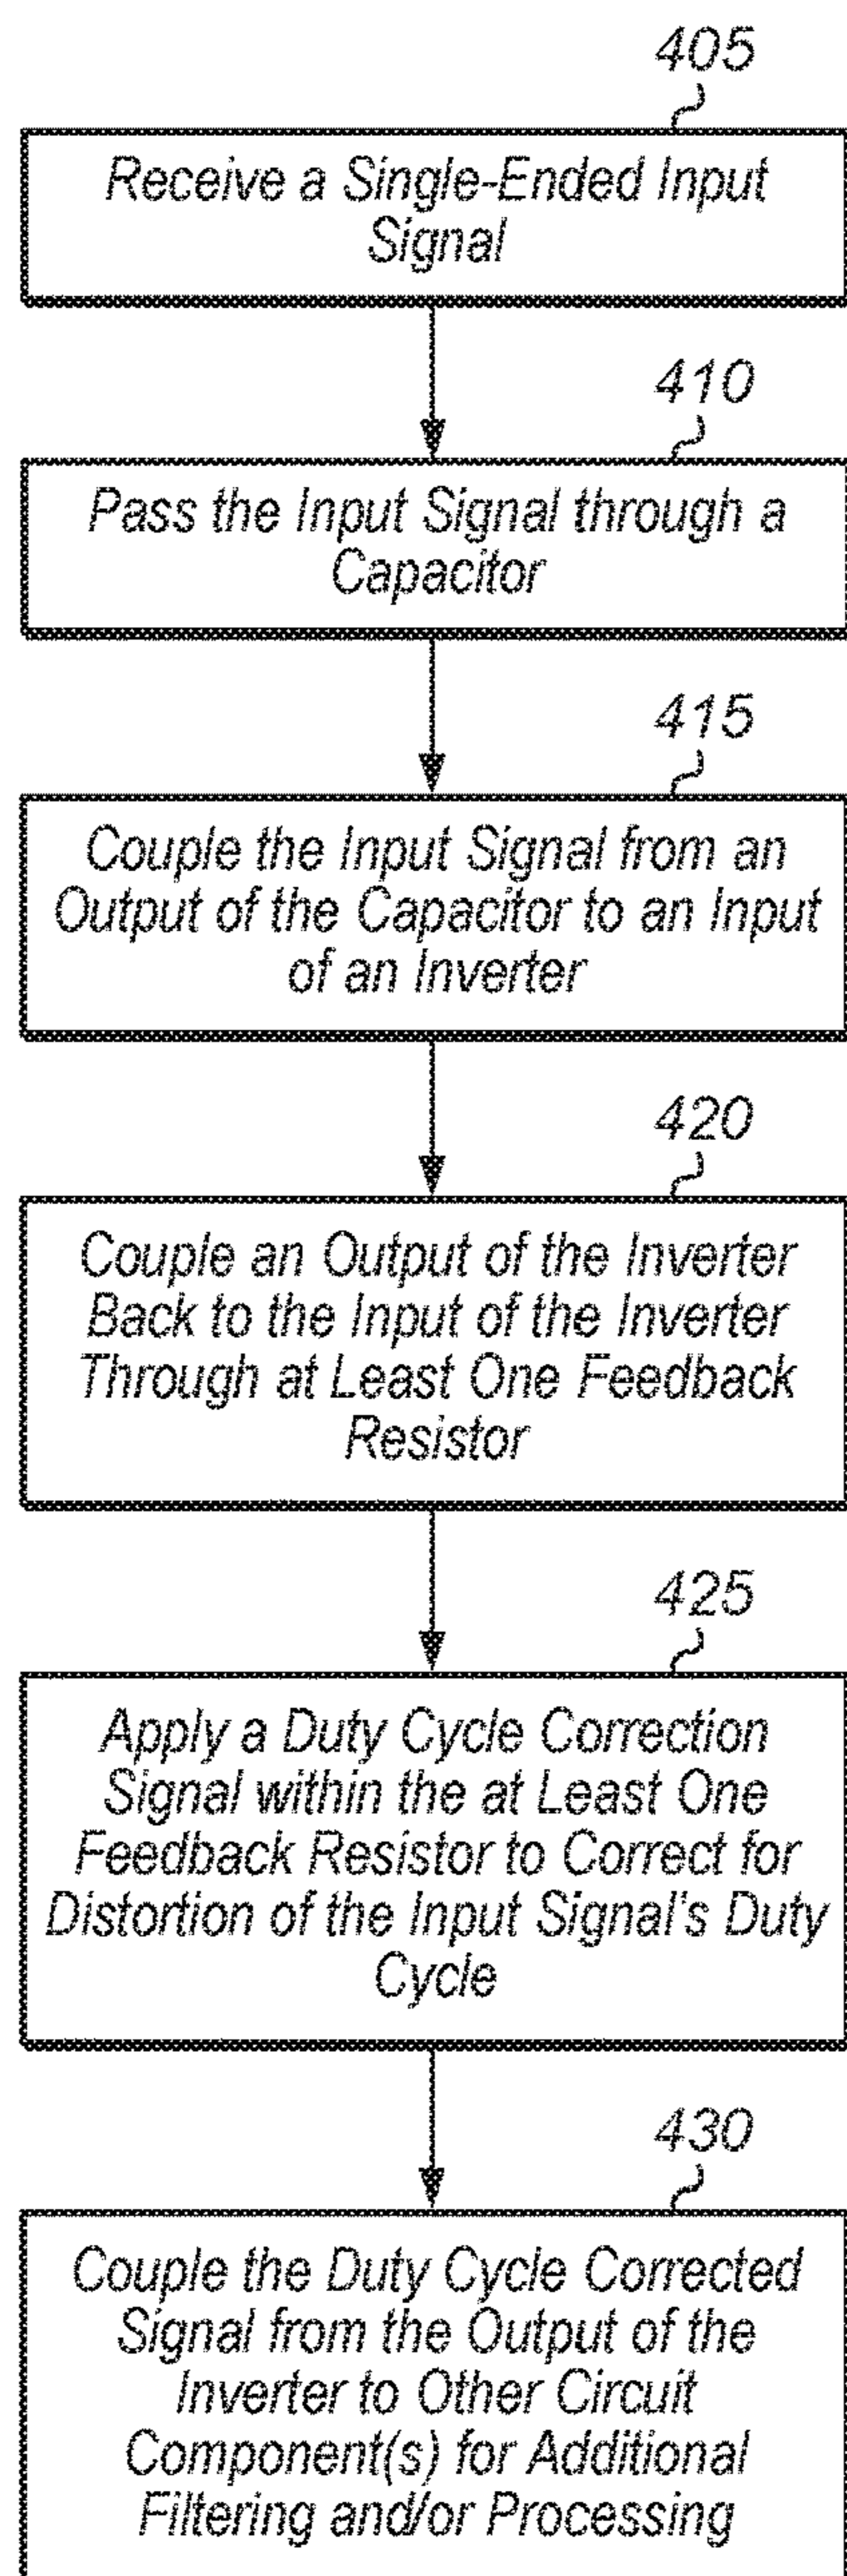 405
Receive a Single-Ended Input
Signal
410
Pass the Input Signal through a
Capacitor
415
Couple the Input Signal from an
Output of the Capacitor to an Input
of an Inverter
420
Couple an Output of the Inverter
Back to the Input of the Inverter
Through at Least One Feedback
Resistor
425
Apply a Duty Cycle Correction
Signal within the at Least One
Feedback Resistor to Correct for
Distortion of the Input Signal's Duty
Cycle
430
Couple the Duty Cycle Corrected
Signal from the Output of the
Inverter to Other Circuit
Component(s) for Additional
Filtering and/or Processing